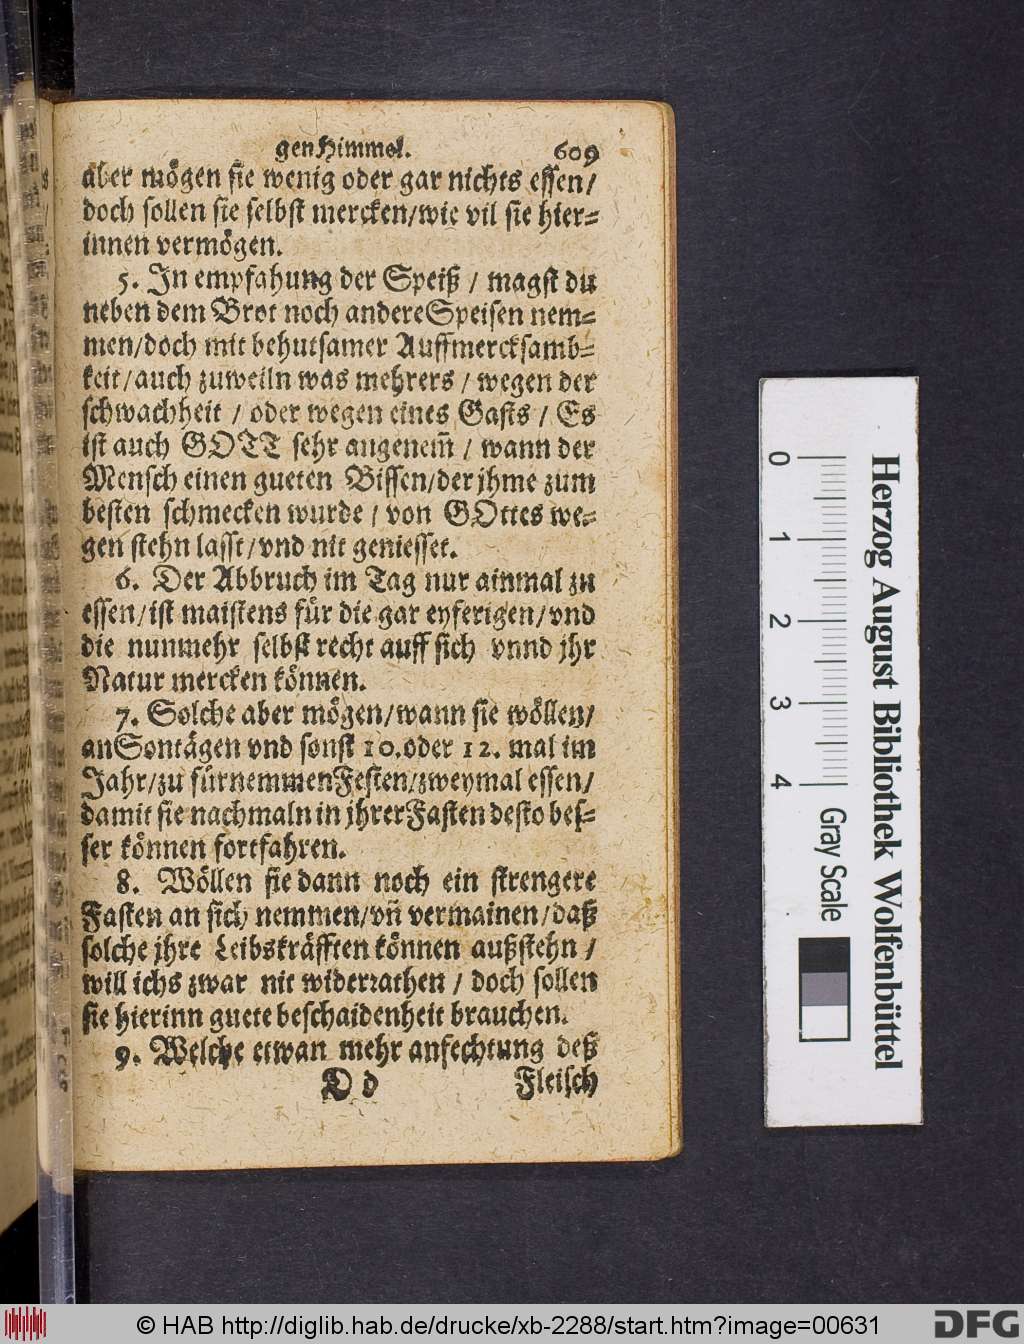 gen Himmel. 609
aber mögen sie wenig oder gar nichts essen/
doch sollen sie selbst mercken/wie vil sie hier=
innen vermögen.
5. In empfahung der Speiß / magst du
neben dem Brot noch andere Speisen nem=
men/doch mit behutsamer Auffmercksamb=
keit/auch zuweiln was mehrers / wegen der
schwachheit / oder wegen eines Gasts / Es
ist auch GOTT sehr angenem̄ / wann der
Mensch einen gueten Bissen/der jhme zum
besten schmecken wurde / von GOttes we=
gen stehn lasst/vnd nit geniesset.
6. Der Abbruch im Tag nur ainmal zu
essen/ist maistens für die gar eyferigen/vnd
die nunmehr selbst recht auff sich vnnd jhr
Natur mercken können.
7. Solche aber mögen/wann sie wöllen/
an Sontägen vnd sonst 10. oder 12. mal im
Jahr/zu fürnemmen Festen/zweymal essen/
damit sie nachmaln in jhrer Fasten desto bes=
ser können fortfahren.
8. Wöllen sie dann noch ein strengere
Fasten an sich nemmen/vñ vermainen/daß
solche jhre Leibskräfften können außstehn /
will ichs zwar nit widerrathen / doch sollen
sie hierinn guete beschaidenheit brauchen.
9. Welche etwan mehr anfechtung deß
D d Fleisch
Herzog August Bibliothek Wolfenbüttel
0 1 2 3 4 Gray Scale
© HAB http://diglib.hab.de/drucke/xb-2288/start.htm?image=00631
DFG